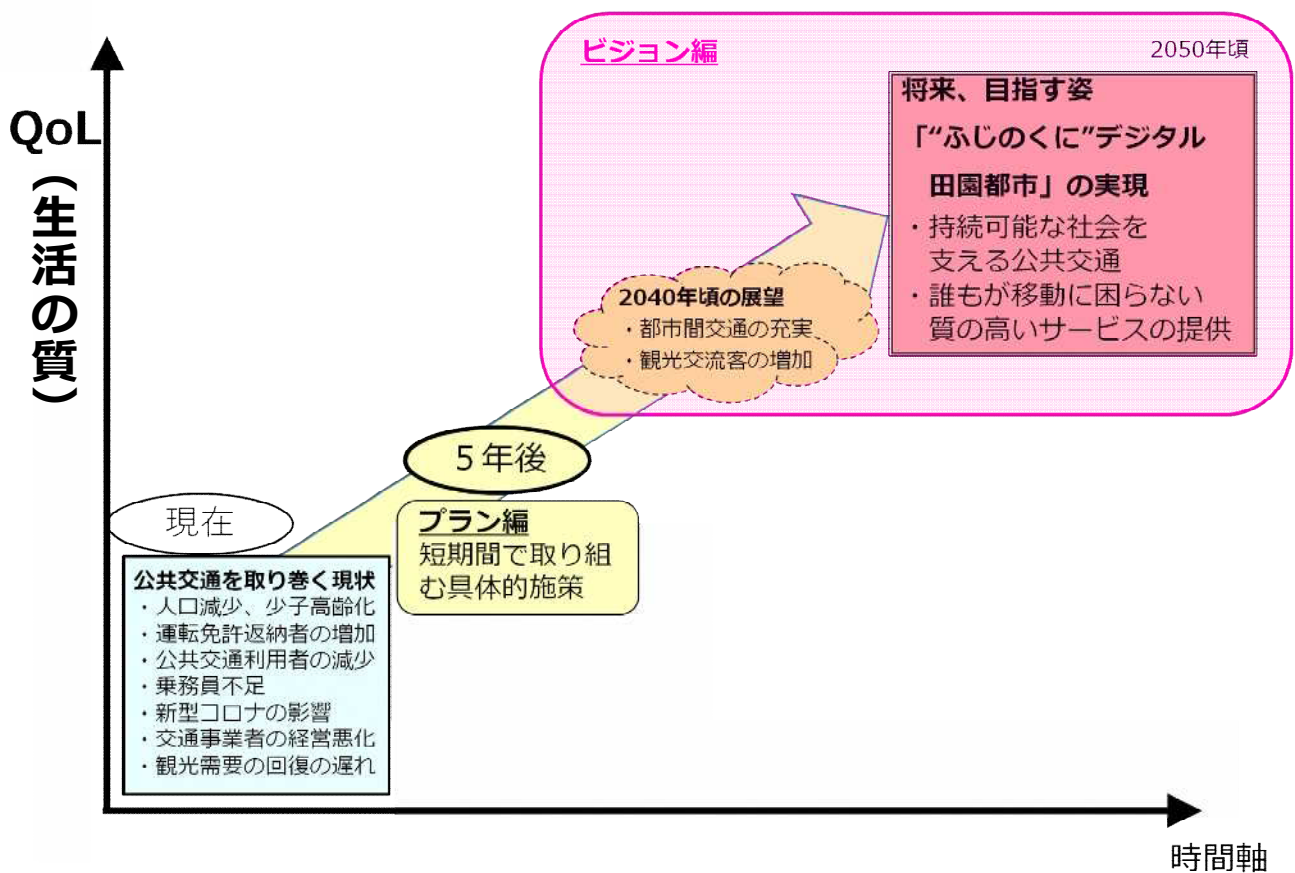 ビジョン編
2050年頃
将来、目指す姿
「“ふじのくに”デジタル
田園都市」の実現
・持続可能な社会を
支える公共交通
・誰もが移動に困らない
質の高いサービスの提供
QoL
（生活の質）
2040年頃の展望
・都市間交通の充実
・観光交流客の増加
５年後
プラン編
短期間で取り組
む具体的施策
現在
公共交通を取り巻く現状
・人口減少、少子高齢化
・運転免許返納者の増加
・公共交通利用者の減少
・乗務員不足
・新型コロナの影響
・交通事業者の経営悪化
・観光需要の回復の遅れ
時間軸